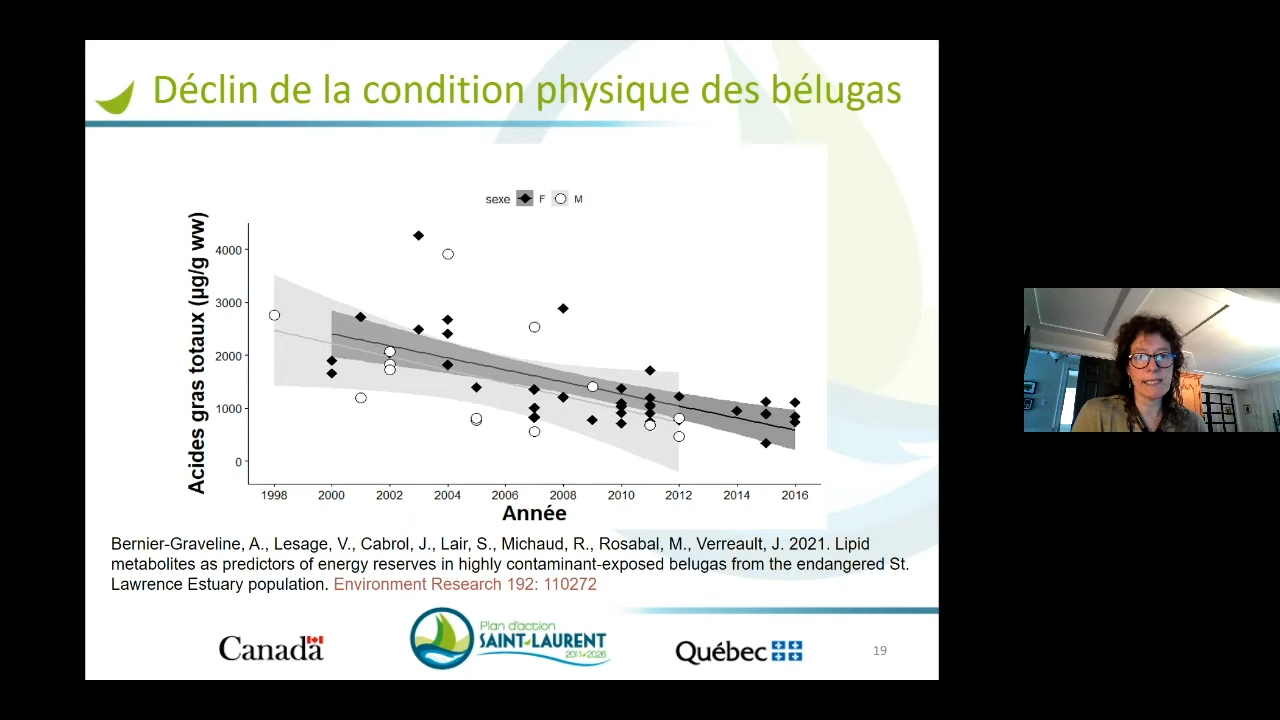 Déclin de la condition physique des bélugas
sexe F M
Acides gras totaux (µg/g ww)
4000
3000
2000
1000
0
1998 2000 2002 2004 2006 2008 2010 2012 2014 2016
Année
Bernier-Graveline, A., Lesage, V., Cabrol, J., Lair, S., Michaud, R., Rosabal, M., Verreault, J. 2021. Lipid
metabolites as predictors of energy reserves in highly contaminant-exposed belugas from the endangered St.
Lawrence Estuary population. Environment Research 192: 110272
Canada
Plan d'action
SAINT-LAURENT
2011-2026
Québec
19